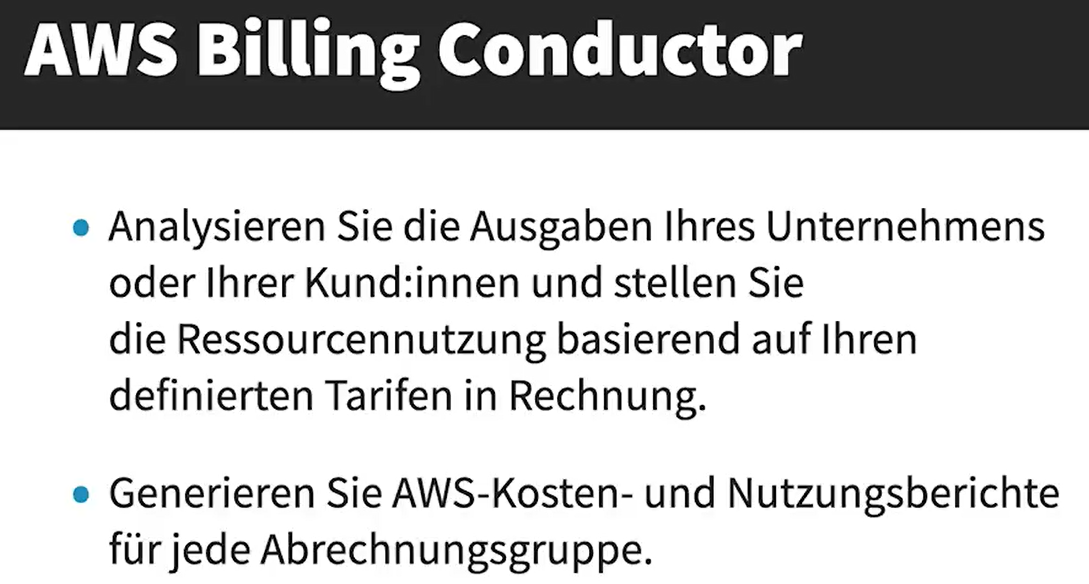 AWS Billing Conductor
Analysieren Sie die Ausgaben Ihres Unternehmens
oder Ihrer Kund:innen und stellen Sie
die Ressourcennutzung basierend auf Ihren
definierten Tarifen in Rechnung.
Generieren Sie AWS-Kosten- und Nutzungsberichte
für jede Abrechnungsgruppe.